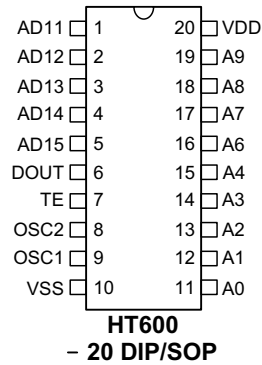 AD11 1 20 VDD
AD12 2 19 A9
AD13 3 18 A8
AD14 4 17 A7
AD15 5 16 A6
DOUT 6 15 A4
TE 7 14 A3
OSC2 8 13 A2
OSC1 9 12 A1
VSS 10 11 A0
HT600
– 20 DIP/SOP